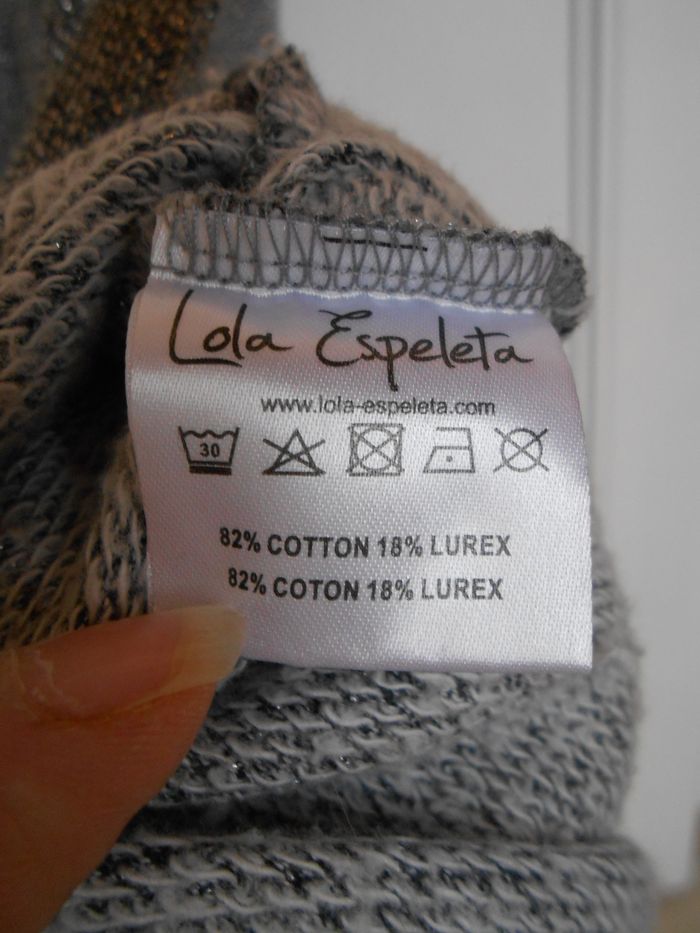 Lola Espeleta
www.lola-espeleta.com
30
82% COTTON 18% LUREX
82% COTON 18% LUREX